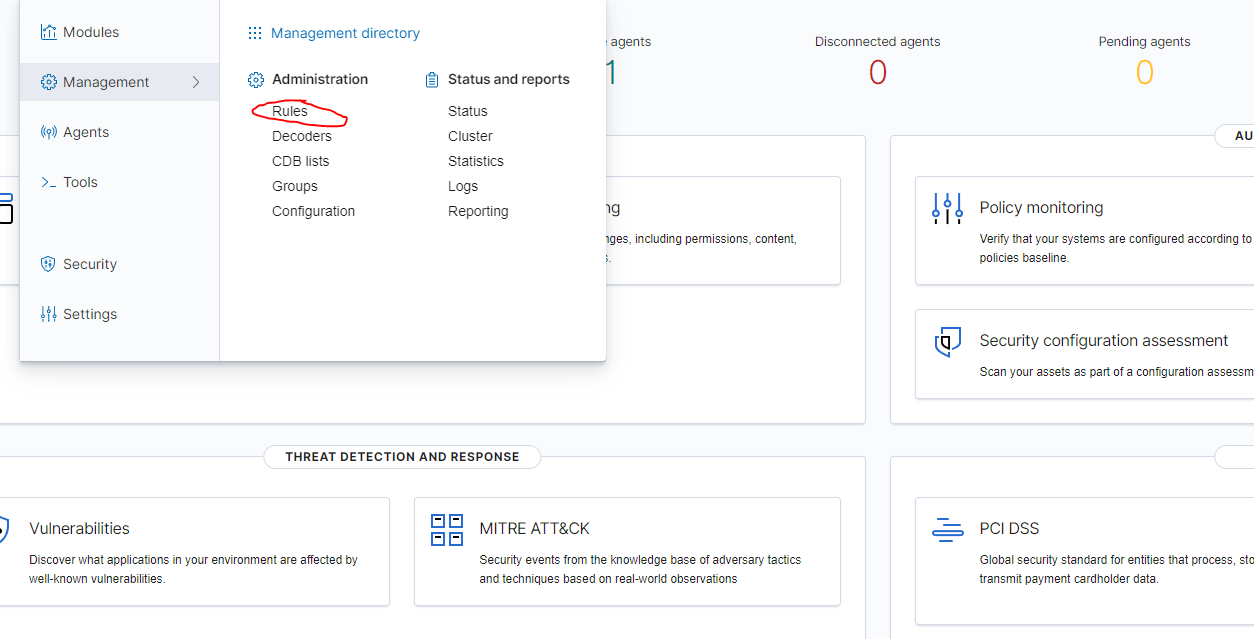 Modules
Management
Agents
Tools
Security
Settings
Management directory
Administration
Rules
Decoders
CDB lists
Groups
Configuration
Status and reports
Status
Cluster
Statistics
Logs
Reporting
agents
1
Disconnected agents
0
Pending agents
0
ng
nges, including permissions, content,
s.
AU
Policy monitoring
Verify that your systems are configured according to
policies baseline.
Security configuration assessment
Scan your assets as part of a configuration assessm
THREAT DETECTION AND RESPONSE
Vulnerabilities
Discover what applications in your environment are affected by
well-known vulnerabilities.
MITRE ATT&CK
Security events from the knowledge base of adversary tactics
and techniques based on real-world observations
PCI DSS
Global security standard for entities that process, sto
transmit payment cardholder data.